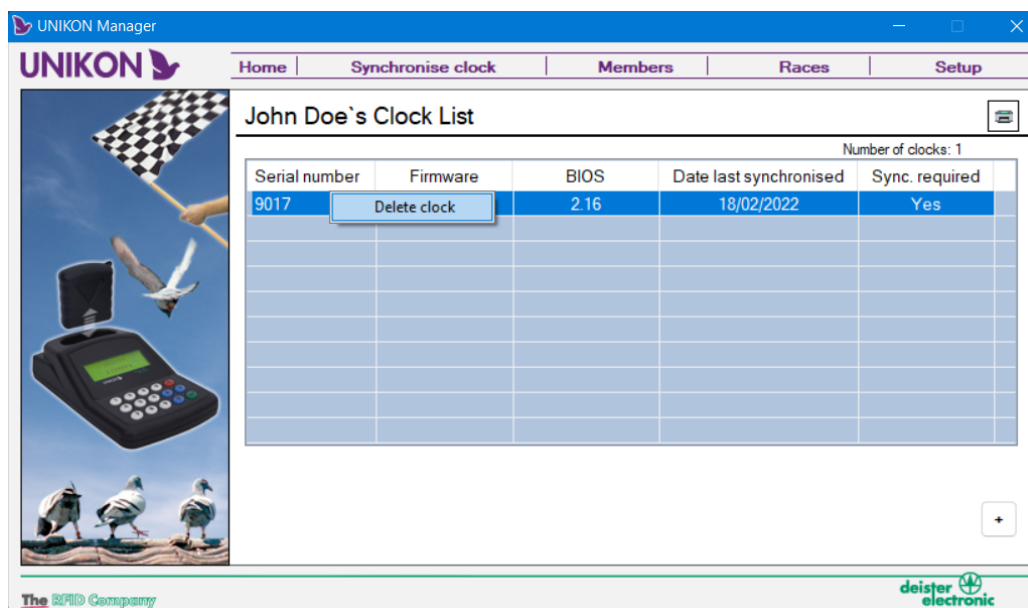 UNIKON Manager
UNIKON
Home | Synchronise clock | Members | Races | Setup
John Doe`s Clock List
Number of clocks: 1
Serial number Firmware BIOS Date last synchronised Sync. required
9017 2.16 18/02/2022 Yes
Delete clock
+
The RFID Company
deister
electronic